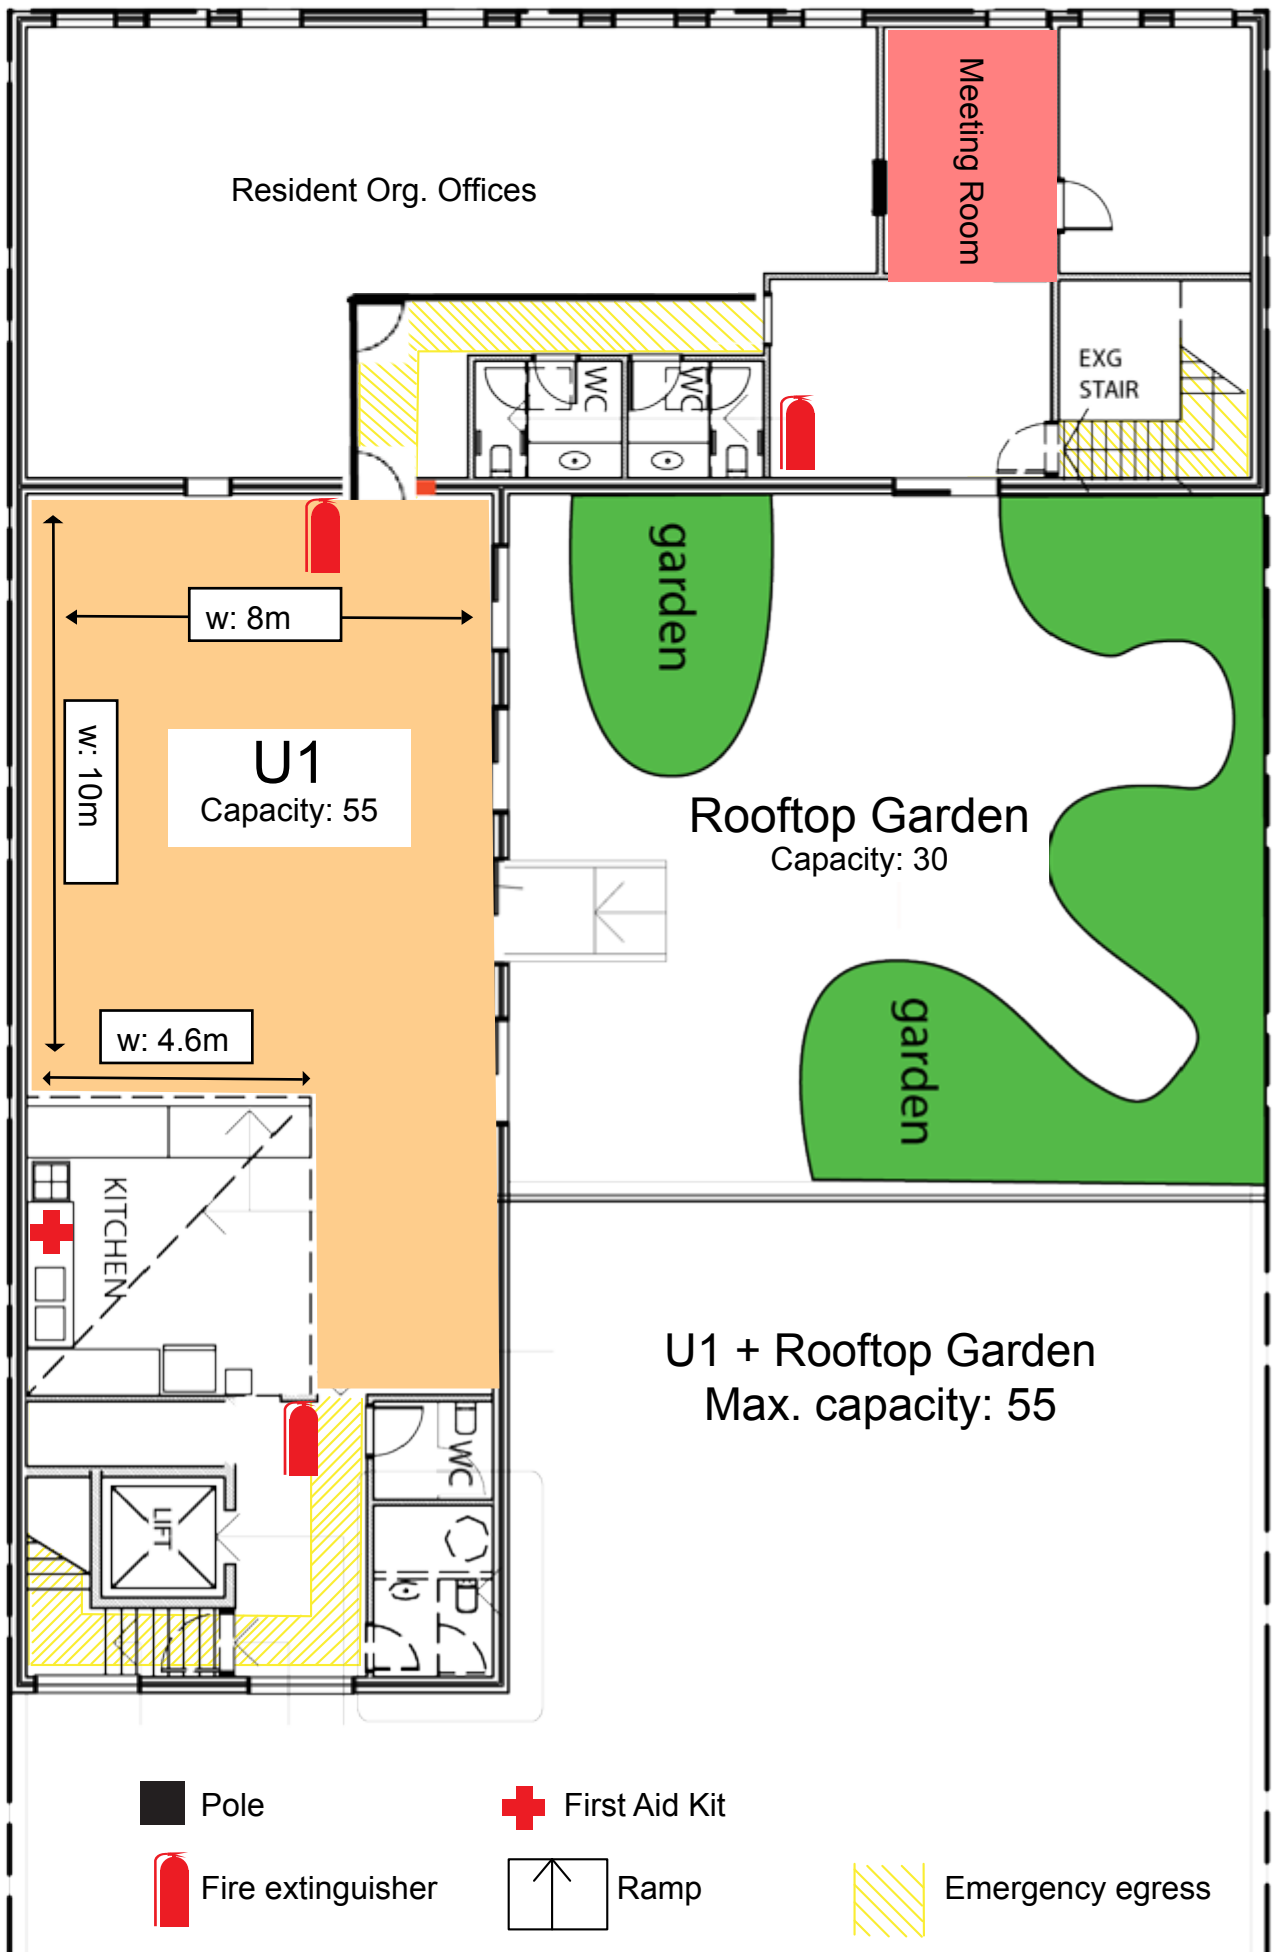 Meeting Room
Resident Org. Offices
EXG
STAIR
WC
WC
garden
w: 8m
w: 10m
U1
Capacity: 55
Rooftop Garden
Capacity: 30
w: 4.6m
garden
KITCHEN
U1 + Rooftop Garden
Max. capacity: 55
WC
LIFT
Pole
First Aid Kit
Fire extinguisher
Ramp
Emergency egress